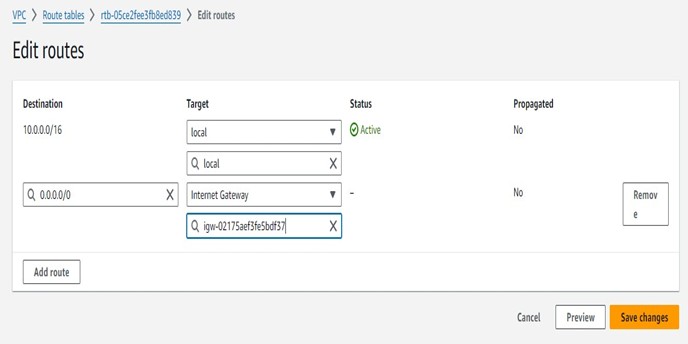 VPC > Route tables > rtb-05ce2fee3fb8ed839 > Edit routes
Edit routes
Destination Target Status Propagated
10.0.0.0/16 local Active No
local
0.0.0.0/0 Internet Gateway – No Remov
e
igw-02175aef3fe5bdf37
Add route
Cancel Preview Save changes